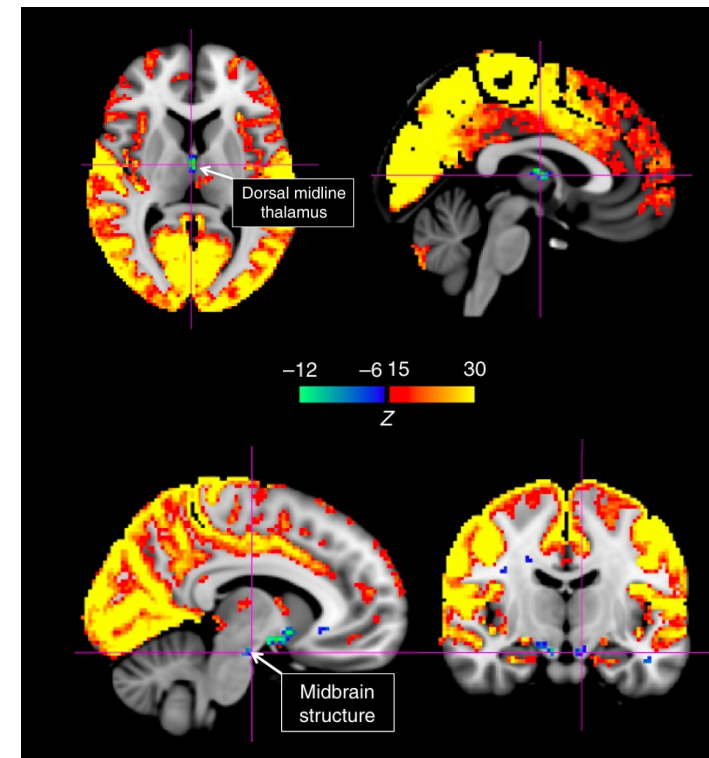 Dorsal midline
thalamus
−12 −6 15 30
Z
Midbrain
structure